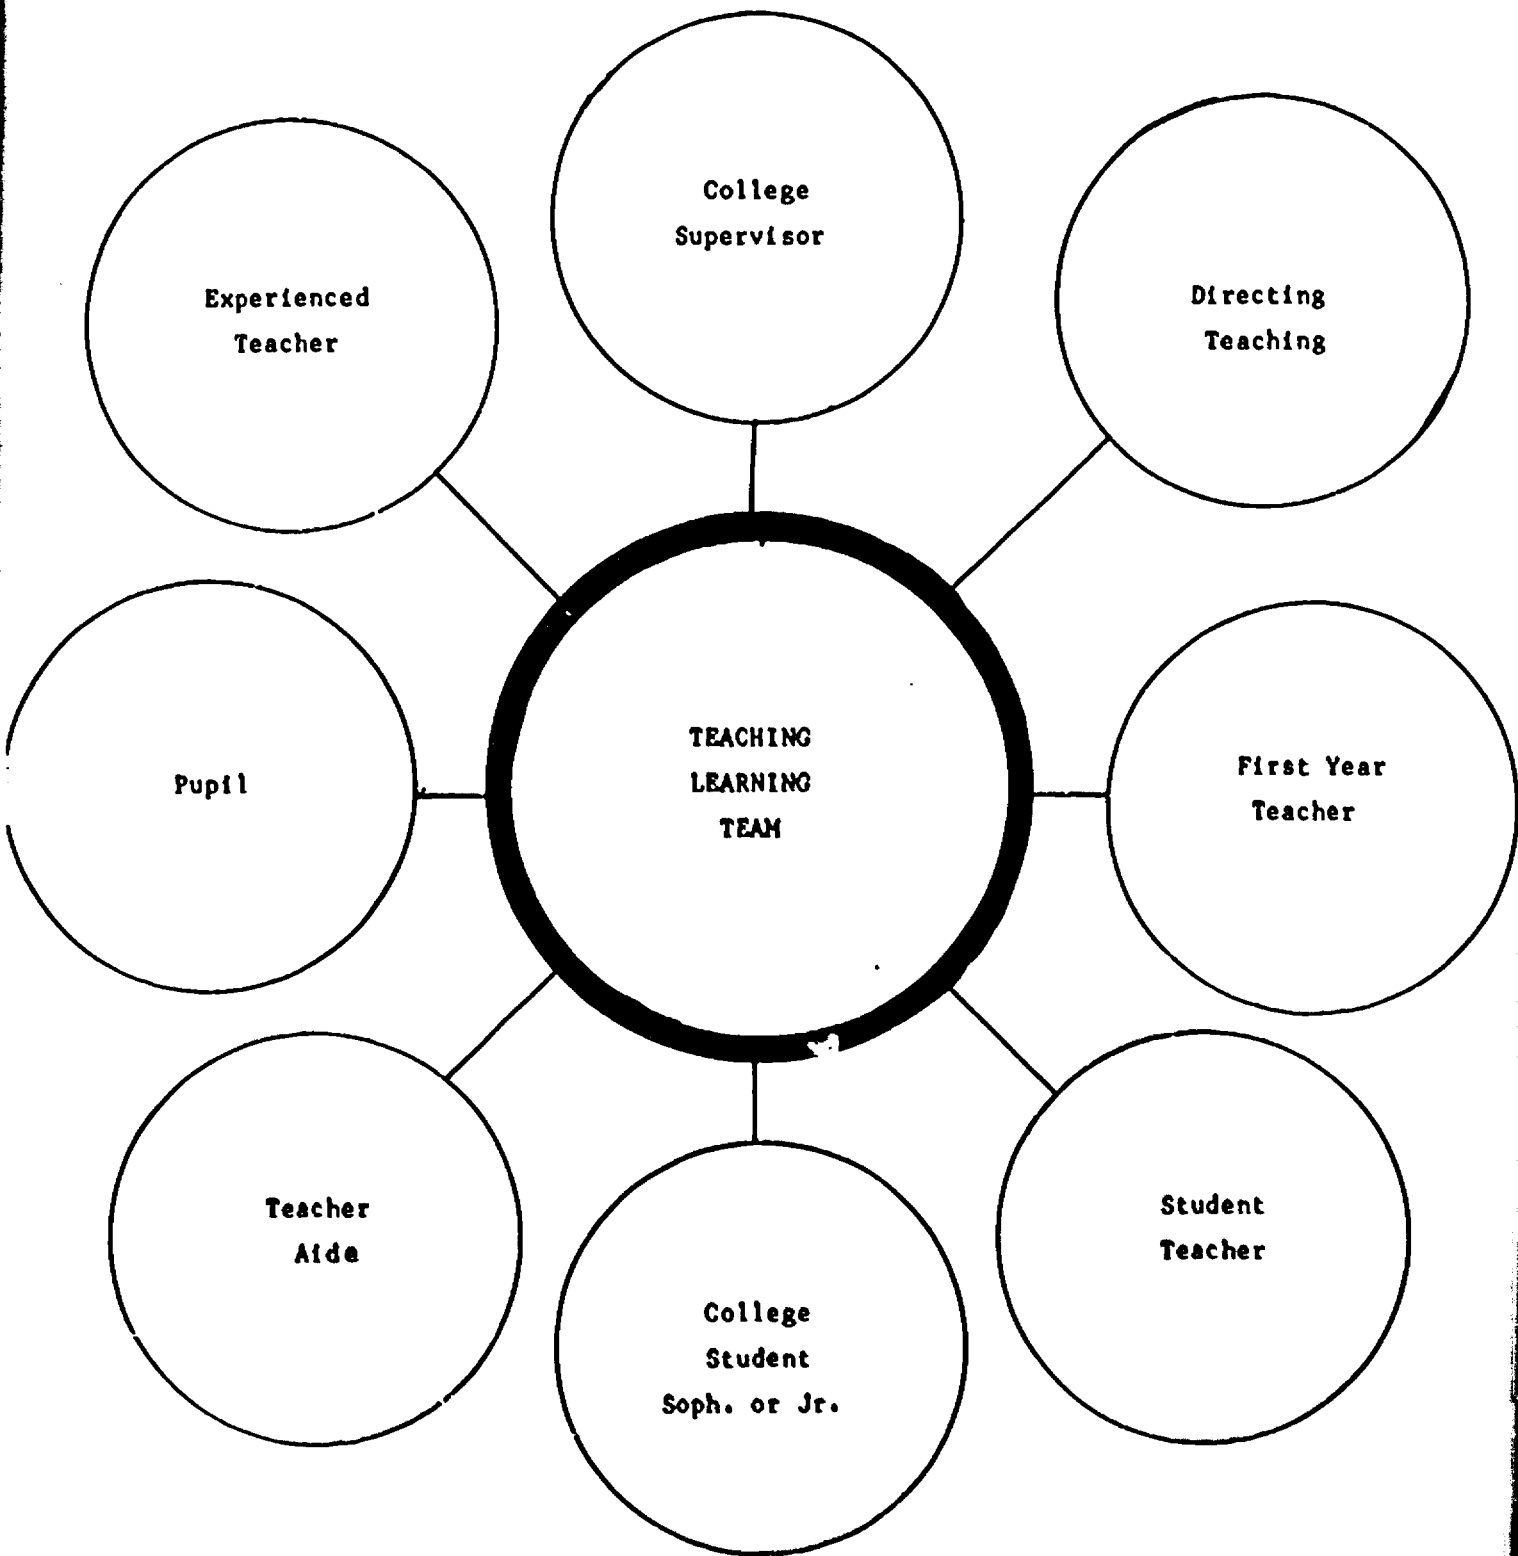 College
Supervisor
Experienced
Teacher
Directing
Teaching
TEACHING
LEARNING
TEAM
Pupil
First Year
Teacher
Teacher
Aide
Student
Teacher
College
Student
Soph. or Jr.